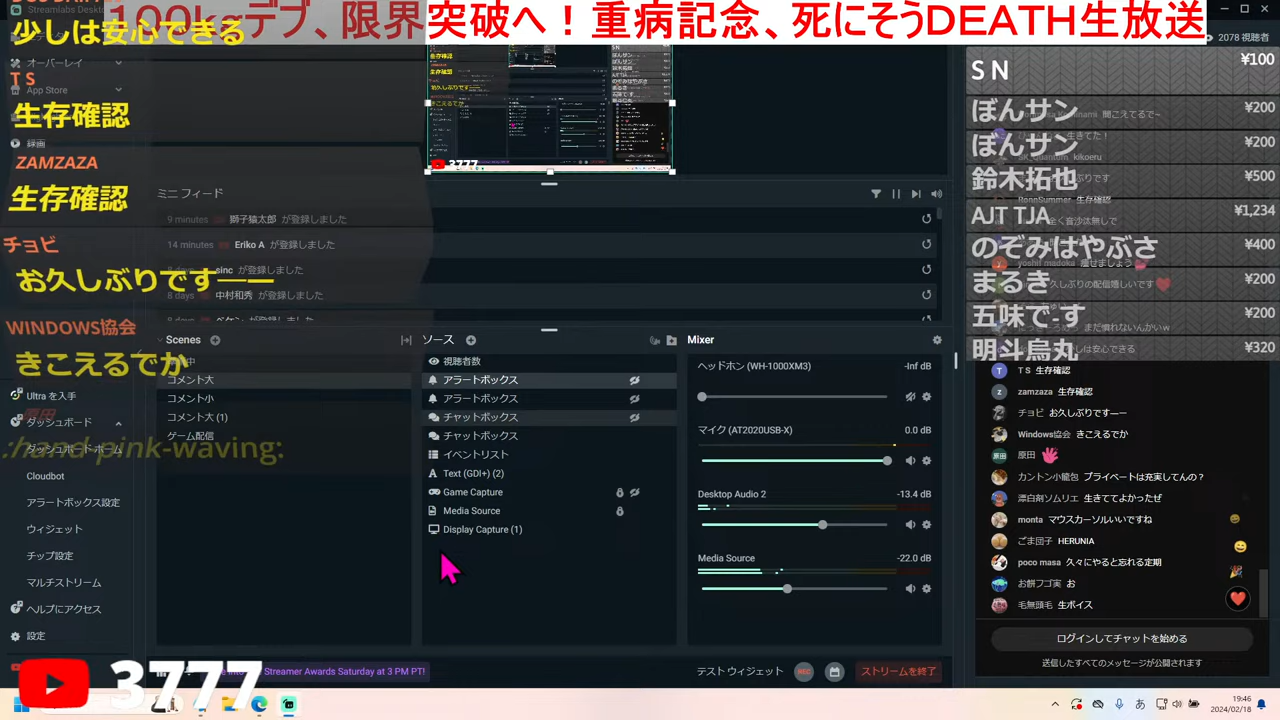 Streamlabs Desktop
100kgデブ、限界突破へ！重病記念、死にそうDEATH生放送
2078 視聴者
少しは安心できる
オーバーレイ
T S
App Store
生存確認
録画
ZAMZAZA
生存確認
チョビ
お久しぶりですー－
WINDOWS協会
きこえるでか
:hand-pink-waving:
3777
ミニフィード
9 minutes 獅子猿太郎 が登録しました
14 minutes Eriko A が登録しました
sinc が登録しました
8 days 中村和秀 が登録しました
Scenes
コメント大
コメント小
コメント大 (1)
ゲーム配信
ソース
視聴者数
アラートボックス
アラートボックス
チャットボックス
チャットボックス
イベントリスト
Text (GDI+) (2)
Game Capture
Media Source
Display Capture (1)
Mixer
ヘッドホン (WH-1000XM3)
-Inf dB
マイク (AT2020USB-X)
0.0 dB
Desktop Audio 2
-13.4 dB
Media Source
-22.0 dB
S N ¥100
ぼんサン ¥200
ぼんサン ¥200
鈴木拓也 ¥500
AJT TJA ¥1,234
のぞみはやぶさ ¥400
まるき ¥200
五味で-す ¥200
明斗烏丸 ¥320
T S 生存確認
zamzaza 生存確認
チョビ お久しぶりですー－
Windows協会 きこえるでか
原田
カントン小籠包 プライベートは充実してんの？
漂白剤ソムリエ 生きててよかったぜ
monta マウスカーソルいいですね
ごま団子 HERUNIA
poco masa 久々にやると忘れる定期
お餅フゴ実 お
毛無頭毛 生ボイス
ログインしてチャットを始める
送信したすべてのメッセージが公開されます
Ultra を入手
ダッシュボード
ダッシュボード ホーム
Cloudbot
アラートボックス設定
ウィジェット
チップ設定
マルチストリーム
ヘルプにアクセス
設定
Streamer Awards Saturday at 3 PM PT!
テスト ウィジェット
REC
ストリームを終了
19:46
2024/02/18